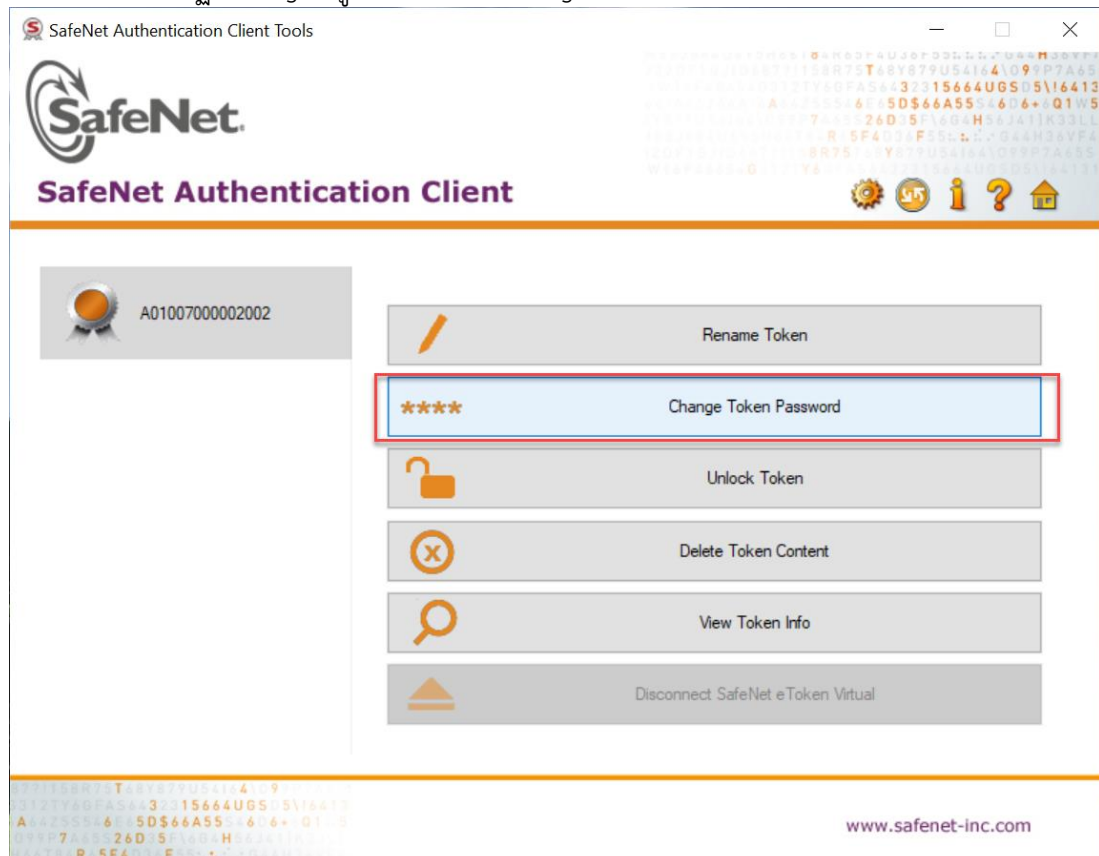 SafeNet Authentication Client Tools
SafeNet.
SafeNet Authentication Client
A01007000002002
Rename Token
**** Change Token Password
Unlock Token
Delete Token Content
View Token Info
Disconnect SafeNet eToken Virtual
www.safenet-inc.com